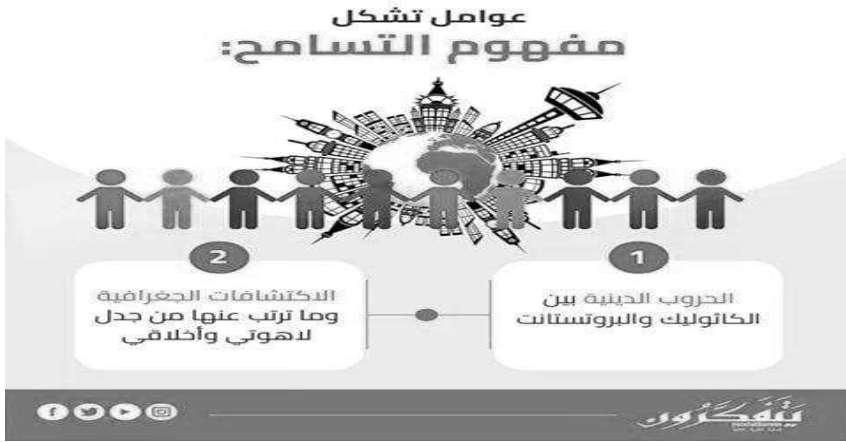 عوامل تشكل
مفهوم التسامح:
1
الحروب الدينية بين
الكاثوليك والبروتستانت
2
الاكتشافات الجغرافية
وما ترتب عنها من جدل
لاهوتي وأخلاقي
يَتَفَكَّرُونَ